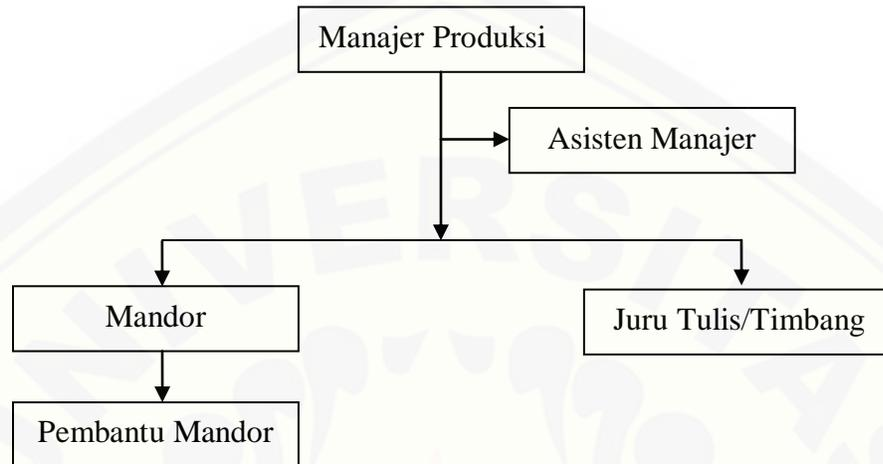 Manajer Produksi
Asisten Manajer
Mandor
Juru Tulis/Timbang
Pembantu Mandor